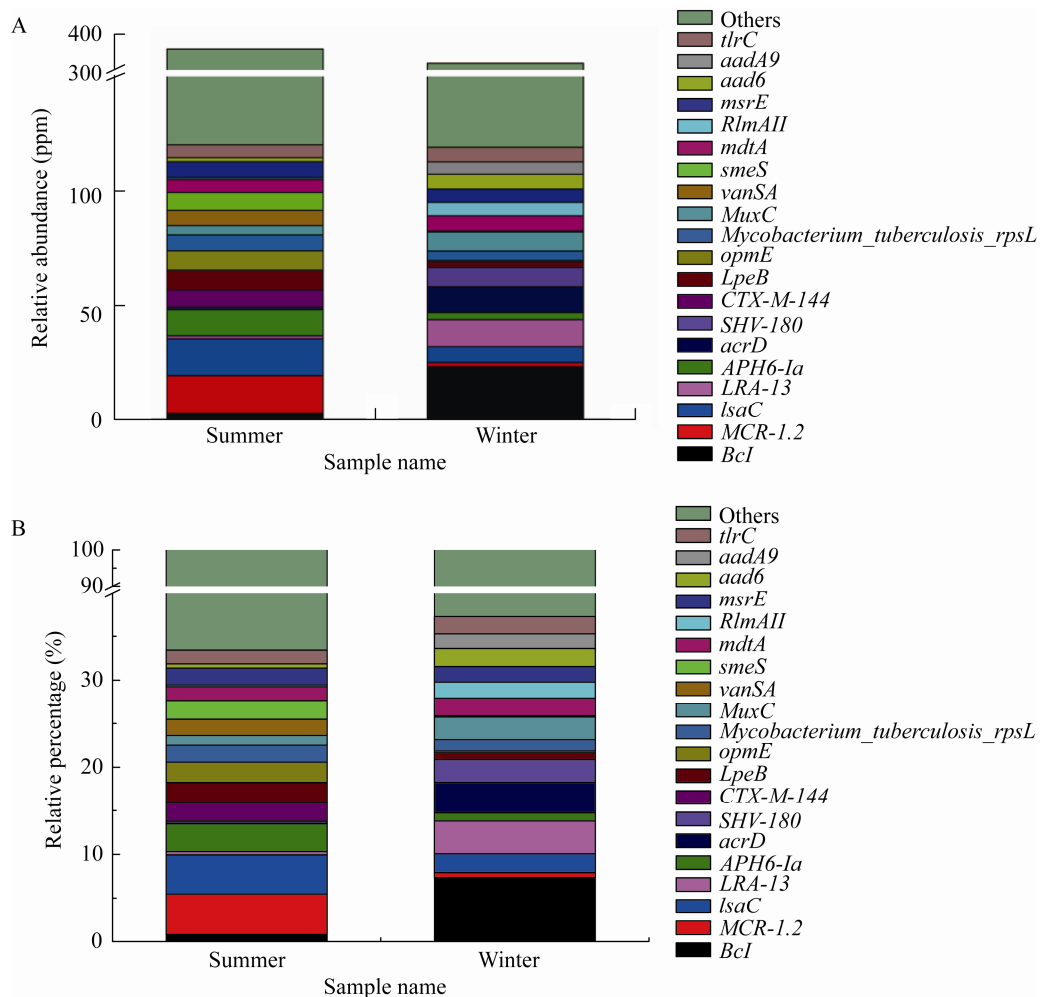 A
Relative abundance (ppm)
400
300
100
50
0
Summer
Winter
Sample name
Others
tlrC
aadA9
aad6
msrE
RlmAII
mdtA
smeS
vanSA
MuxC
Mycobacterium_tuberculosis_rpsL
opmE
LpeB
CTX-M-144
SHV-180
acrD
APH6-Ia
LRA-13
lsaC
MCR-1.2
BcI
B
Relative percentage (%)
100
90
30
20
10
0
Summer
Winter
Sample name
Others
tlrC
aadA9
aad6
msrE
RlmAII
mdtA
smeS
vanSA
MuxC
Mycobacterium_tuberculosis_rpsL
opmE
LpeB
CTX-M-144
SHV-180
acrD
APH6-Ia
LRA-13
lsaC
MCR-1.2
BcI